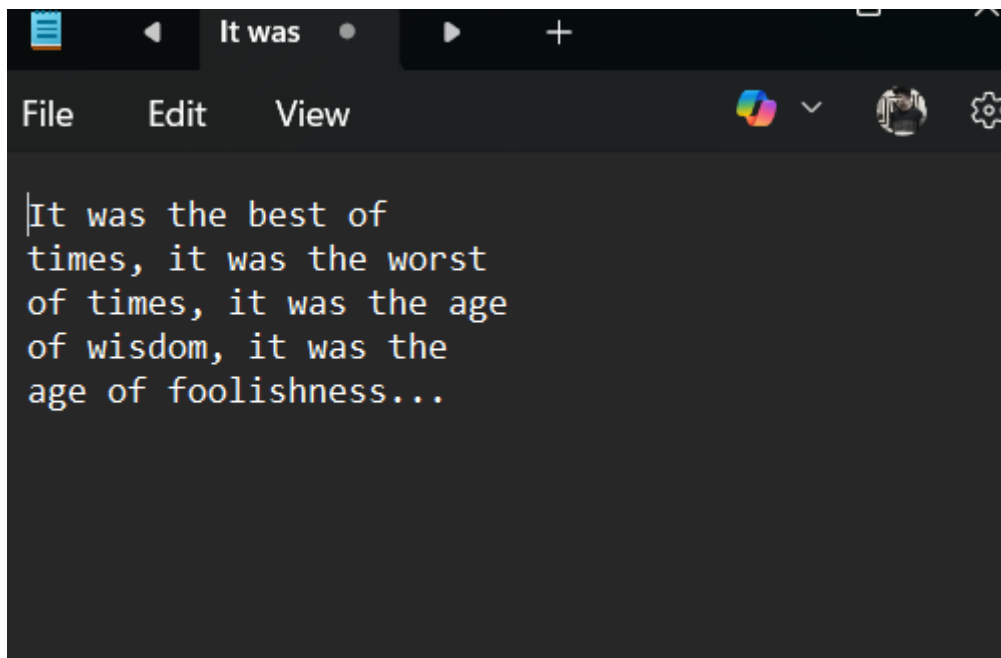 It was
File Edit View
It was the best of
times, it was the worst
of times, it was the age
of wisdom, it was the
age of foolishness...